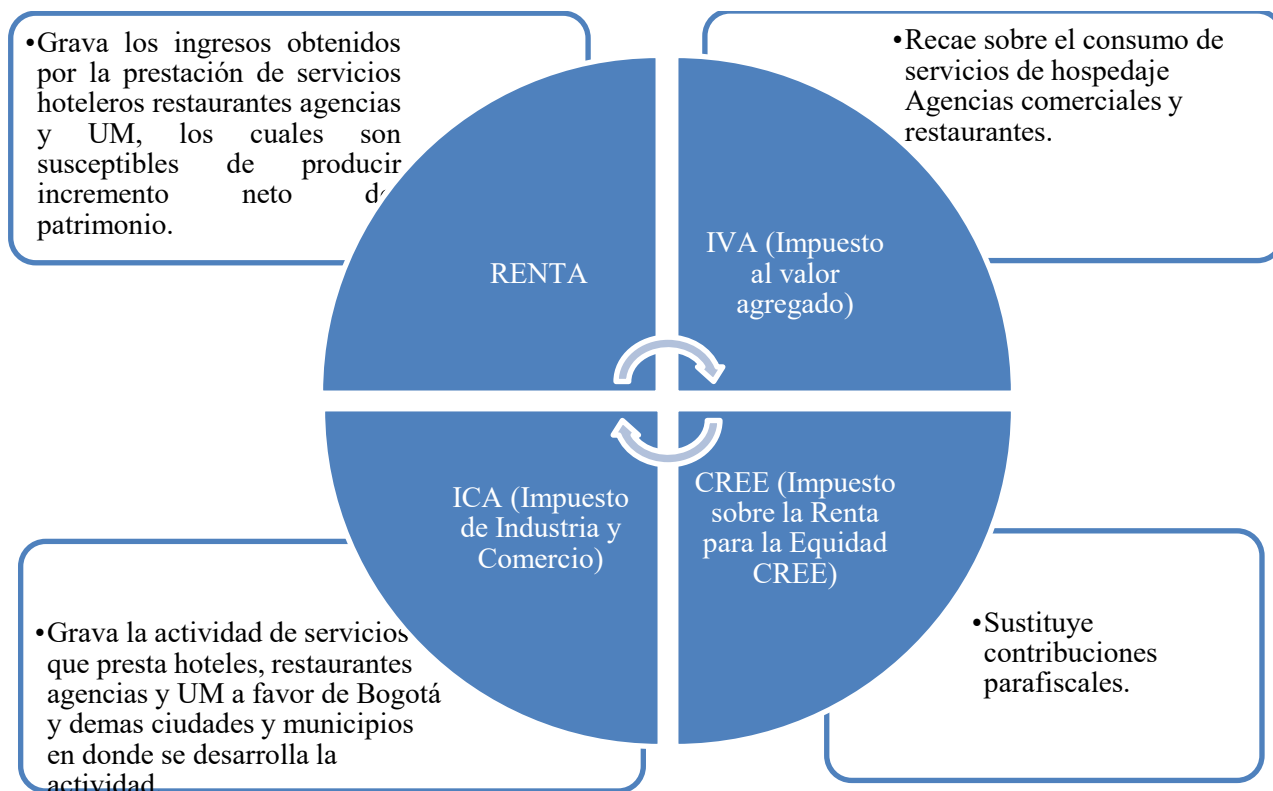 •Grava los ingresos obtenidos
por la prestación de servicios
hoteleros restaurantes agencias
y UM, los cuales son
susceptibles de producir
incremento neto
patrimonio.
•Recae sobre el consumo de
servicios de hospedaje
Agencias comerciales y
restaurantes.
RENTA
IVA (Impuesto
al valor
agregado)
ICA (Impuesto
de Industria y
Comercio)
CREE (Impuesto
sobre la Renta
para la Equidad
CREE)
•Grava la actividad de servicios
que presta hoteles, restaurantes
agencias y UM a favor de Bogotá
y demas ciudades y municipios
en donde se desarrolla la
actividad.
•Sustituye
contribuciones
parafiscales.